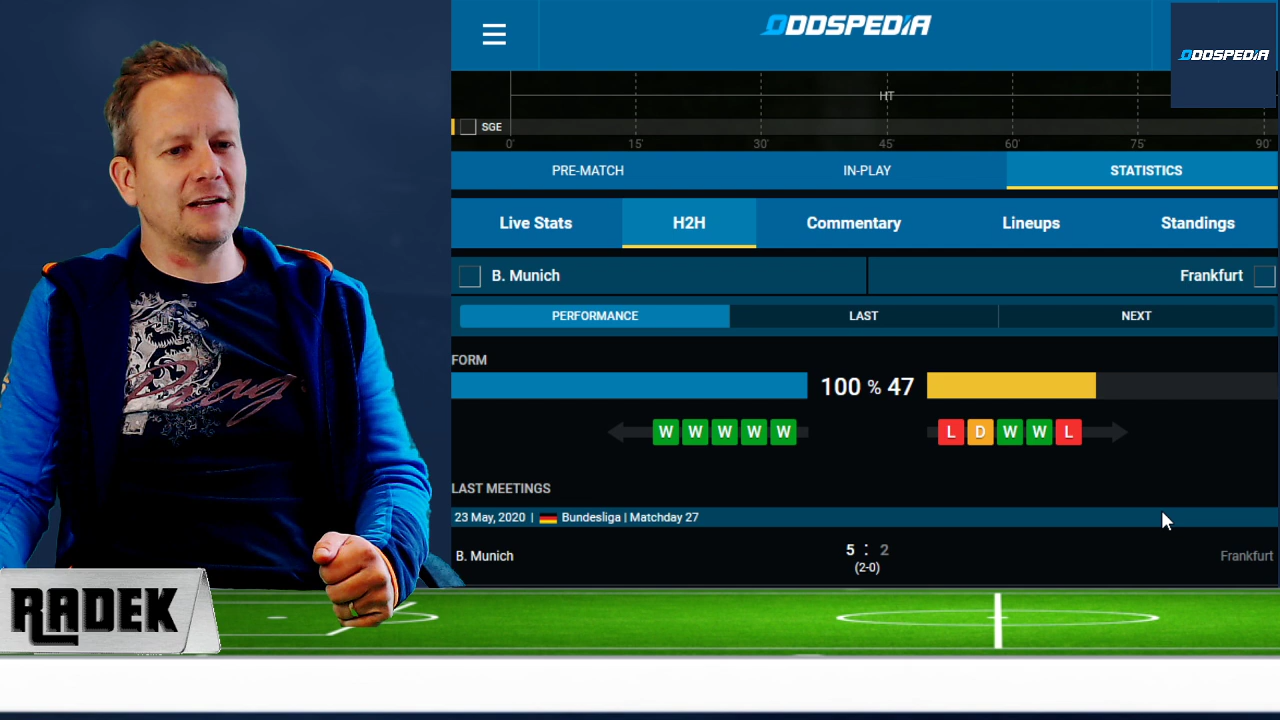 ODDSPEDIA
ODDSPEDIA
HT
SGE
0' 15' 30' 45' 60' 75' 90'
PRE-MATCH IN-PLAY STATISTICS
Live Stats H2H Commentary Lineups Standings
B. Munich Frankfurt
PERFORMANCE LAST NEXT
FORM
100 % 47
W W W W W L D W W L
LAST MEETINGS
23 May, 2020 | Bundesliga | Matchday 27
B. Munich 5 : 2 Frankfurt
(2-0)
Prag
RADEK